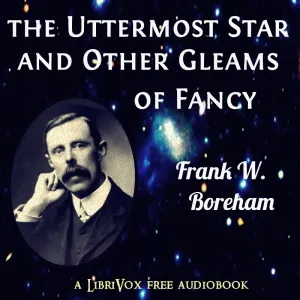 the Uttermost Star
and Other Gleams
of Fancy
Frank W.
Boreham
a LibriVox free audiobook